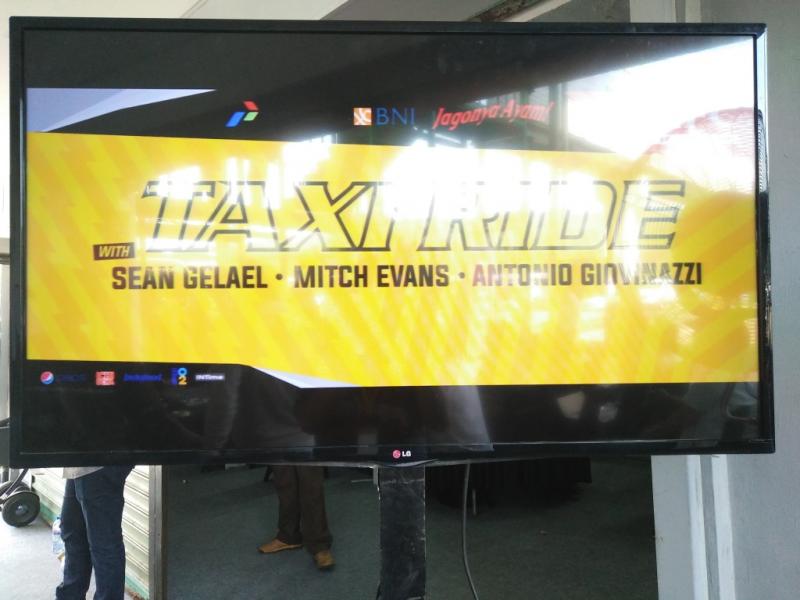 BNI Jagonya Ayam!
TAXI RIDE
WITH
SEAN GELAEL • MITCH EVANS • ANTONIO GIOVINAZZI
LG